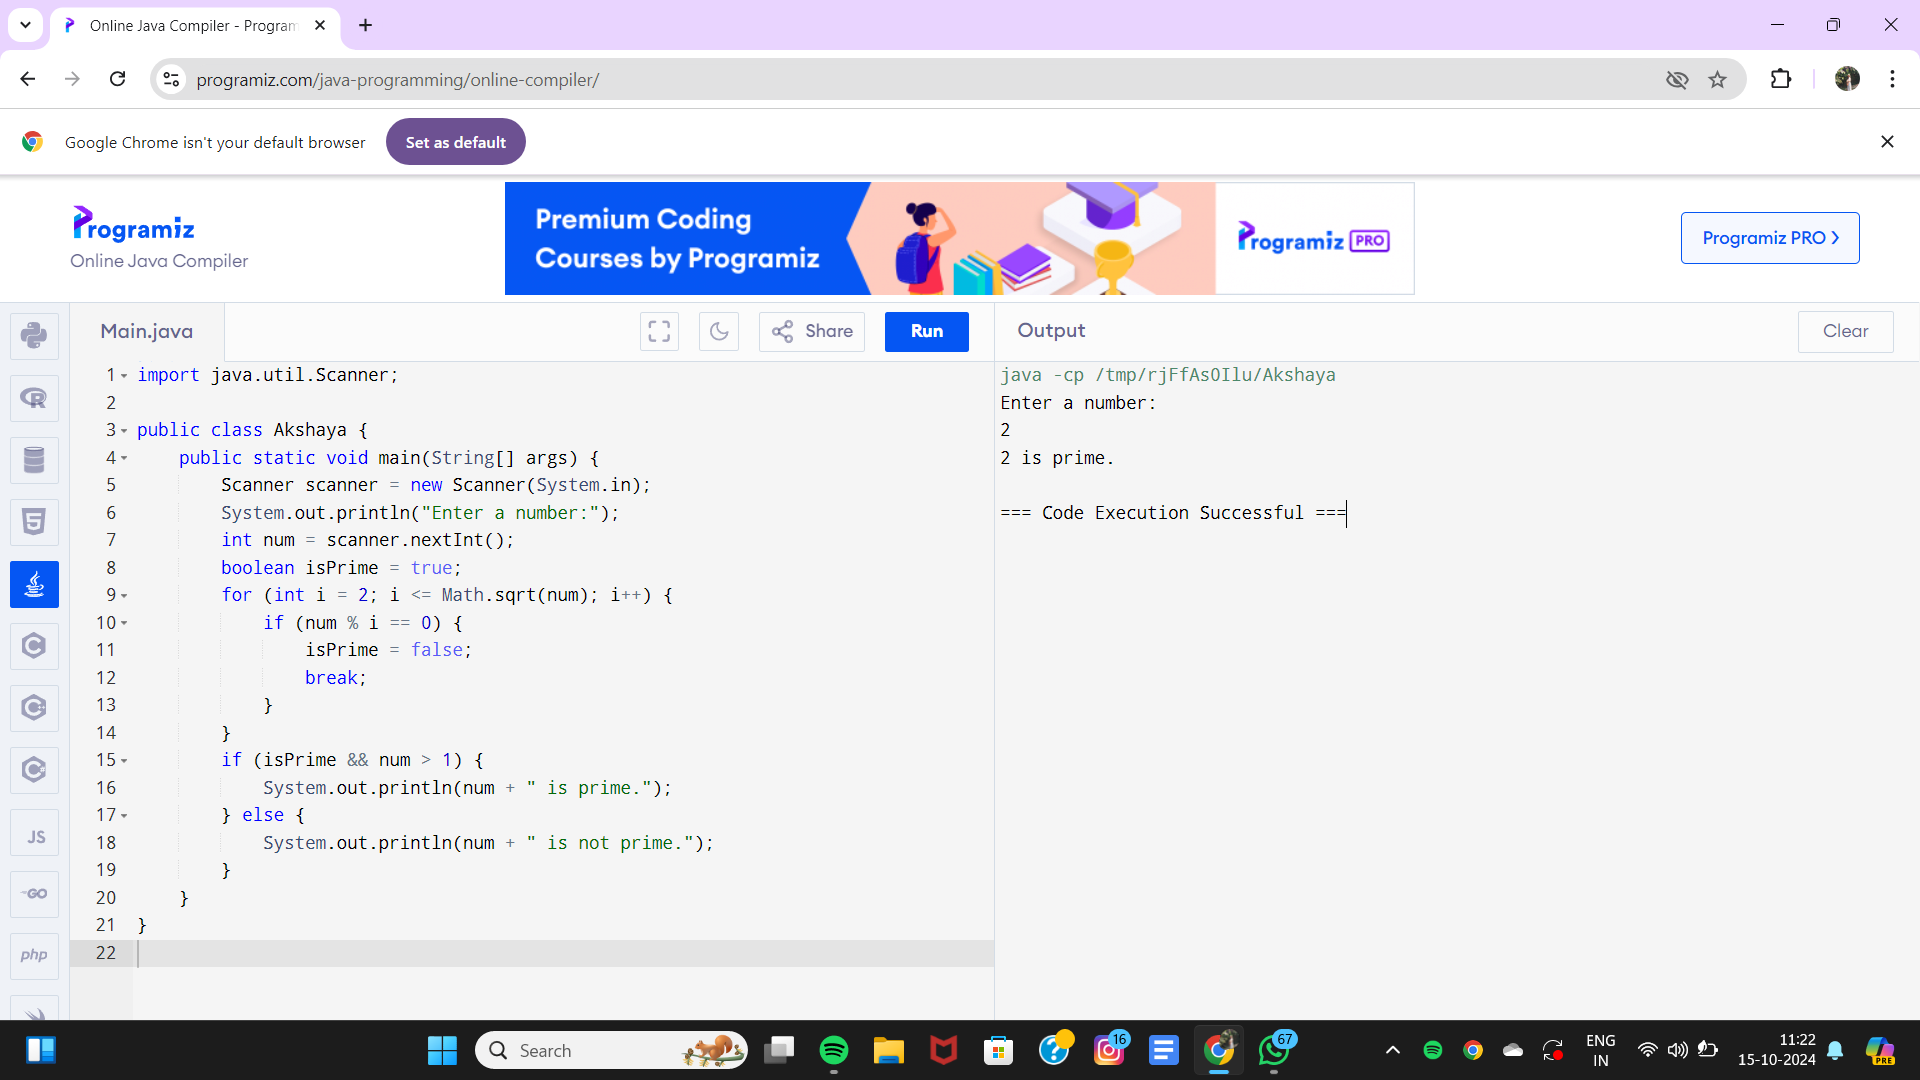 Online Java Compiler - Program
programiz.com/java-programming/online-compiler/
Google Chrome isn't your default browser
Set as default
Programiz
Online Java Compiler
Premium Coding
Courses by Programiz
Programiz PRO
Programiz PRO
Main.java
Share
Run
Output
Clear
1 import java.util.Scanner;
2
3 public class Akshaya {
4     public static void main(String[] args) {
5         Scanner scanner = new Scanner(System.in);
6         System.out.println("Enter a number:");
7         int num = scanner.nextInt();
8         boolean isPrime = true;
9         for (int i = 2; i <= Math.sqrt(num); i++) {
10             if (num % i == 0) {
11                 isPrime = false;
12                 break;
13             }
14         }
15         if (isPrime && num > 1) {
16             System.out.println(num + " is prime.");
17         } else {
18             System.out.println(num + " is not prime.");
19         }
20     }
21 }
22
java -cp /tmp/rjFfAsOIlu/Akshaya
Enter a number:
2
2 is prime.
=== Code Execution Successful ===
JS
GO
php
Search
16
67
ENG
IN
11:22
15-10-2024
PRE